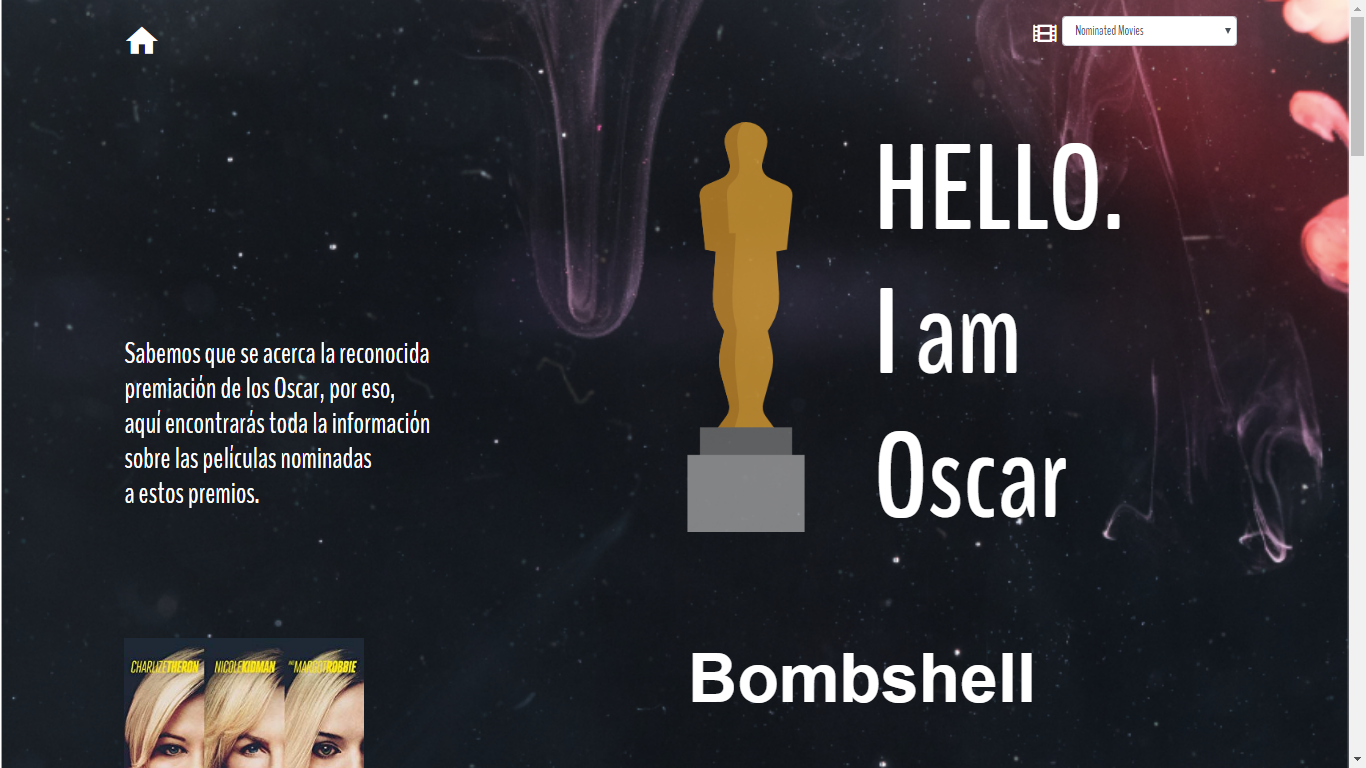 Nominated Movies
HELLO.
I am
Oscar
Sabemos que se acerca la reconocida
premiación de los Oscar, por eso,
aquí encontrarás toda la información
sobre las películas nominadas
a estos premios.
CHARLIZE THERON NICOLE KIDMAN AND MARGOT ROBBIE
Bombshell